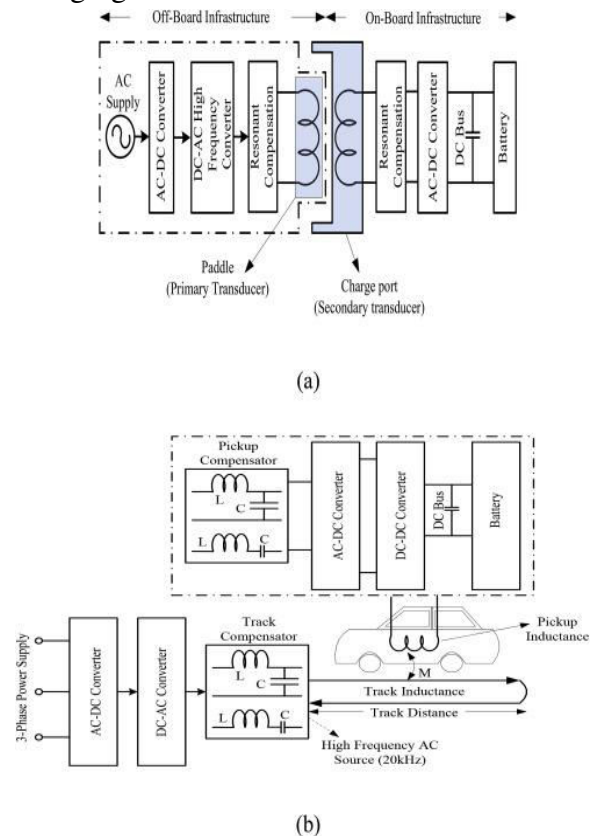 Off-Board Infrastructure
On-Board Infrastructure
AC
Supply
AC-DC Converter
DC-AC High
Frequency
Converter
Resonant
Compensation
Resonant
Compensation
AC-DC Converter
DC Bus
Battery
Paddle
(Primary Transducer)
Charge port
(Secondary transducer)
(a)
Pickup
Compensator
L
C
L
C
AC-DC Converter
DC-DC Converter
DC Bus
Battery
3-Phase Power Supply
AC-DC Converter
DC-AC Converter
Track
Compensator
L
C
L
C
Pickup
Inductance
M
Track Inductance
Track Distance
High Frequency AC
Source (20kHz)
(b)